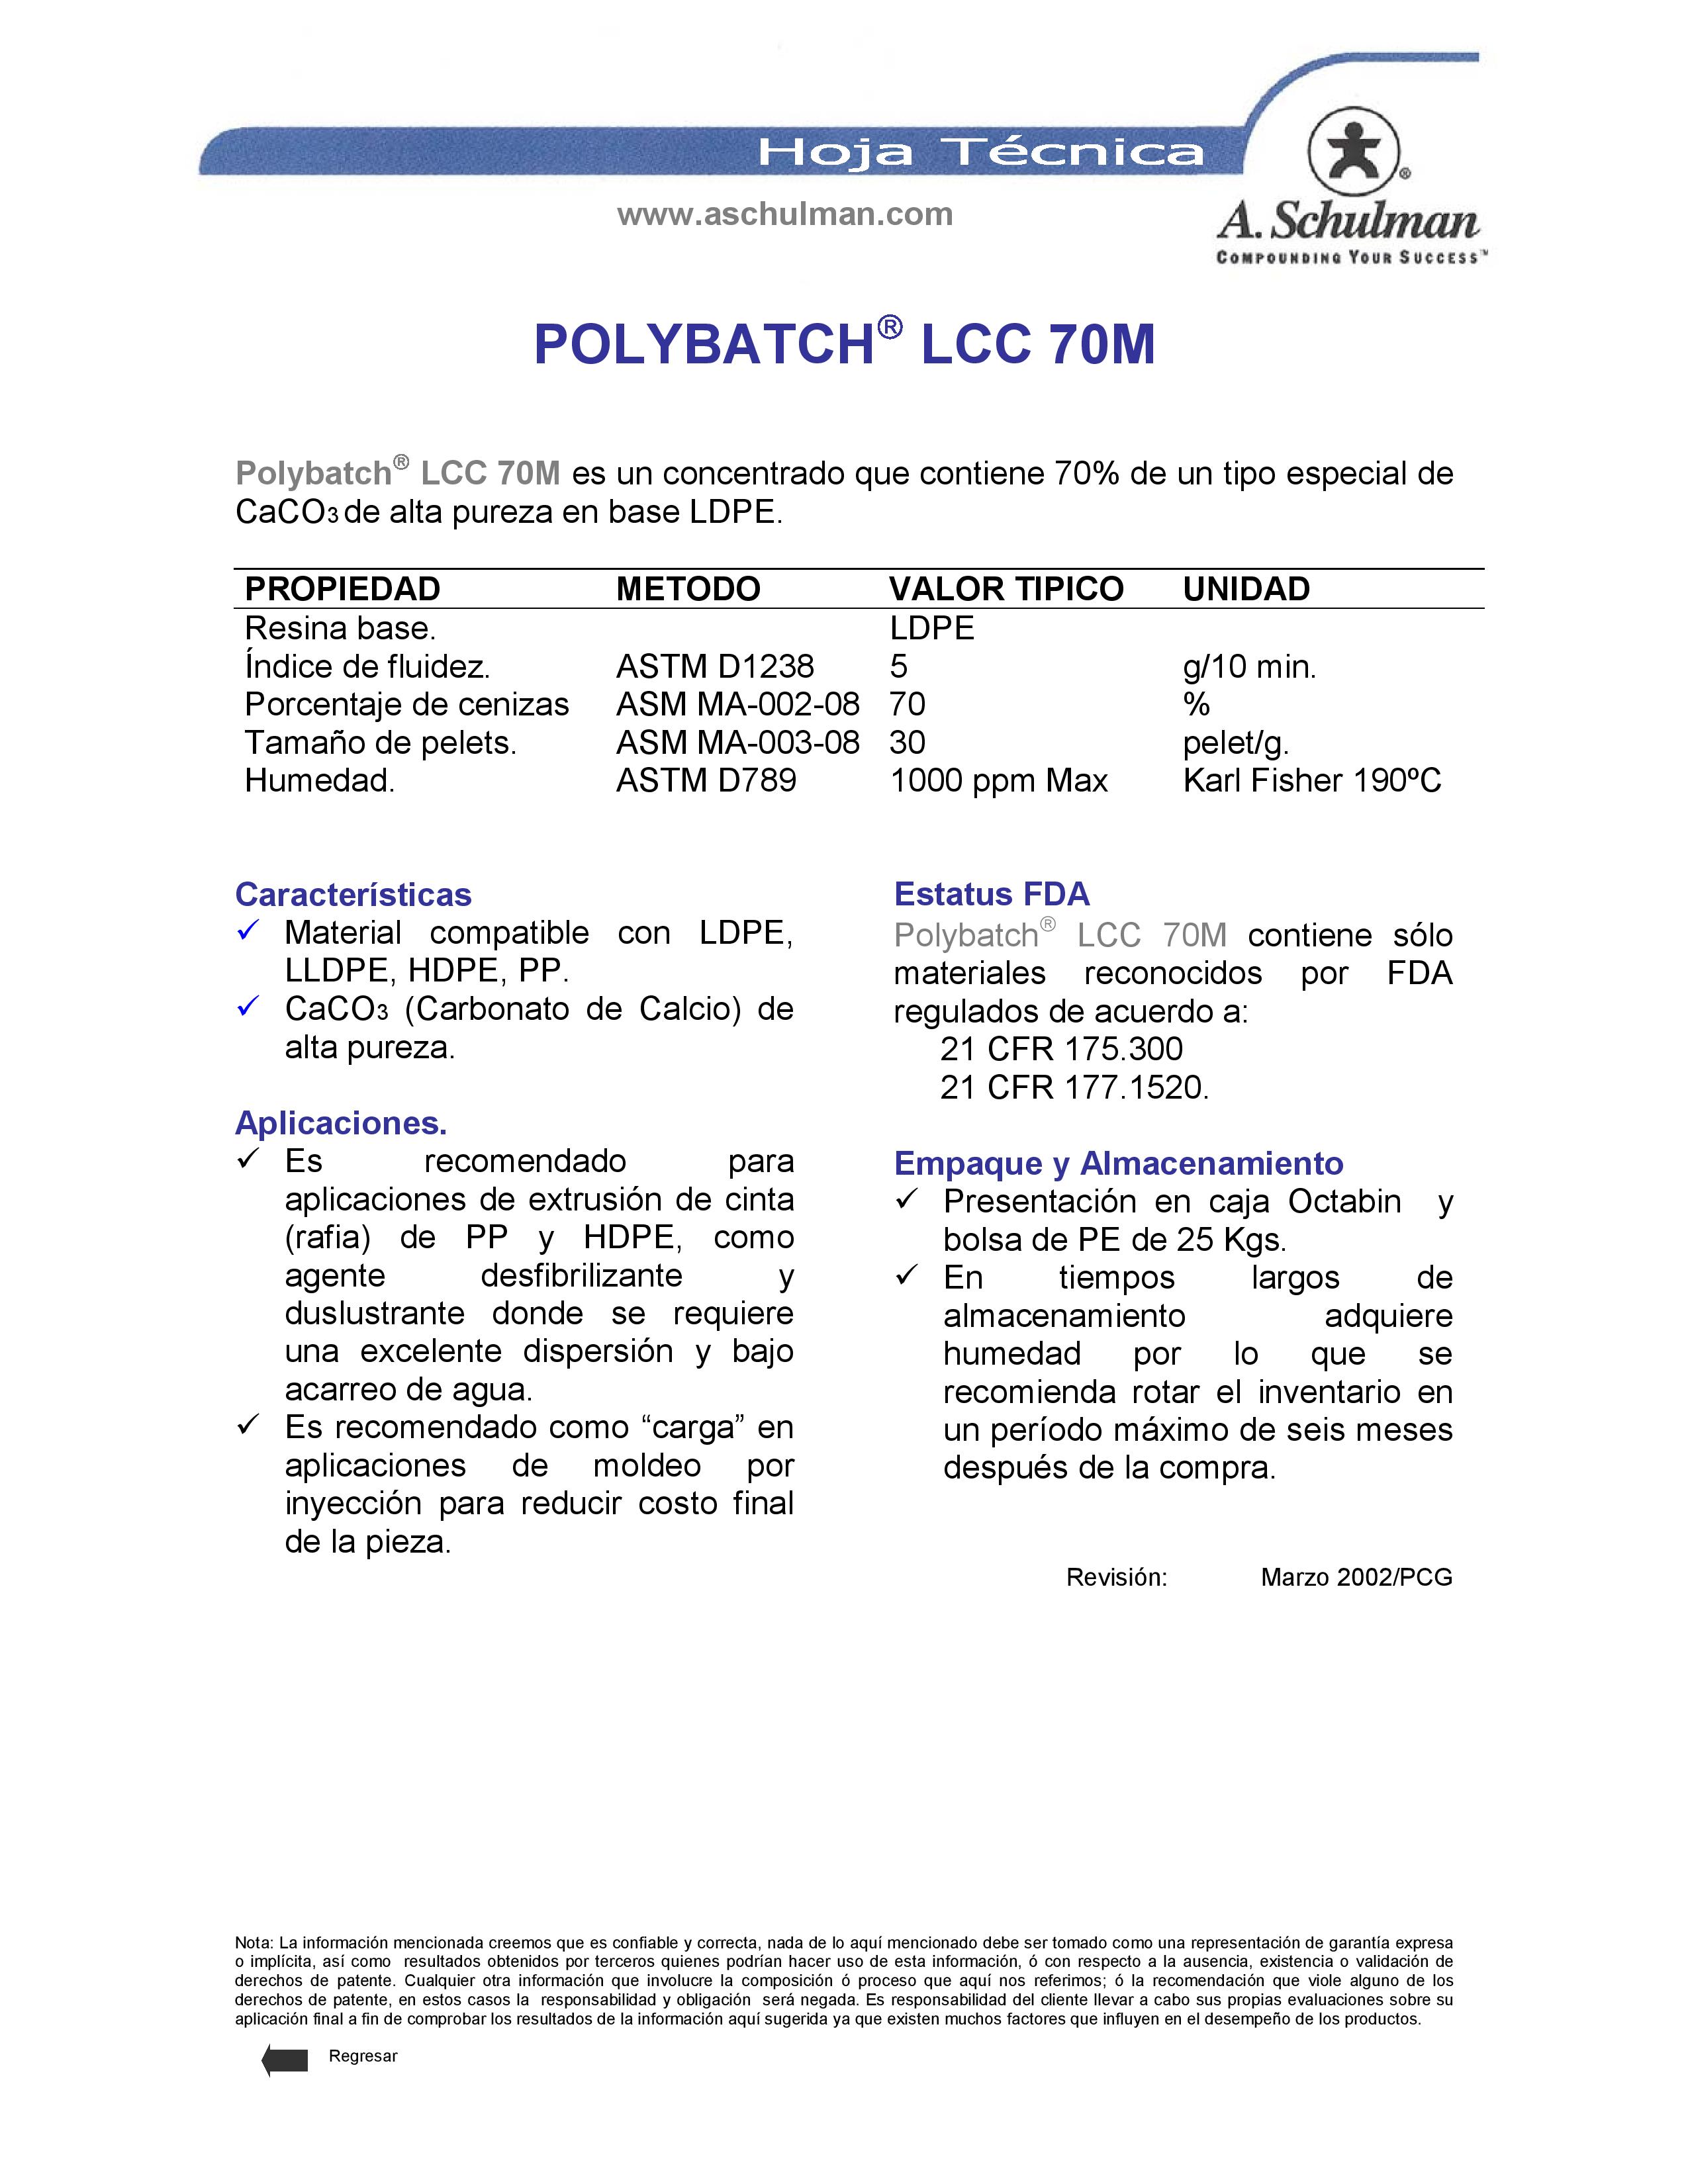 Hoja Técnica
www.aschulman.com
A. Schulman
COMPOUNDING YOUR SUCCESS™
POLYBATCH® LCC 70M
Polybatch® LCC 70M es un concentrado que contiene 70% de un tipo especial de
CaCO3 de alta pureza en base LDPE.
PROPIEDAD METODO VALOR TIPICO UNIDAD
Resina base. LDPE
Índice de fluidez. ASTM D1238 5 g/10 min.
Porcentaje de cenizas ASM MA-002-08 70 %
Tamaño de pelets. ASM MA-003-08 30 pelet/g.
Humedad. ASTM D789 1000 ppm Max Karl Fisher 190ºC
Características
✓ Material compatible con LDPE,
LLDPE, HDPE, PP.
✓ CaCO3 (Carbonato de Calcio) de
alta pureza.
Aplicaciones.
✓ Es recomendado para
aplicaciones de extrusión de cinta
(rafia) de PP y HDPE, como
agente desfibrilizante y
duslustrante donde se requiere
una excelente dispersión y bajo
acarreo de agua.
✓ Es recomendado como “carga” en
aplicaciones de moldeo por
inyección para reducir costo final
de la pieza.
Estatus FDA
Polybatch® LCC 70M contiene sólo
materiales reconocidos por FDA
regulados de acuerdo a:
21 CFR 175.300
21 CFR 177.1520.
Empaque y Almacenamiento
✓ Presentación en caja Octabin y
bolsa de PE de 25 Kgs.
✓ En tiempos largos de
almacenamiento adquiere
humedad por lo que se
recomienda rotar el inventario en
un período máximo de seis meses
después de la compra.
Revisión: Marzo 2002/PCG
Nota: La información mencionada creemos que es confiable y correcta, nada de lo aquí mencionado debe ser tomado como una representación de garantía expresa
o implícita, así como resultados obtenidos por terceros quienes podrían hacer uso de esta información, ó con respecto a la ausencia, existencia o validación de
derechos de patente. Cualquier otra información que involucre la composición ó proceso que aquí nos referimos; ó la recomendación que viole alguno de los
derechos de patente, en estos casos la responsabilidad y obligación será negada. Es responsabilidad del cliente llevar a cabo sus propias evaluaciones sobre su
aplicación final a fin de comprobar los resultados de la información aquí sugerida ya que existen muchos factores que influyen en el desempeño de los productos.
Regresar